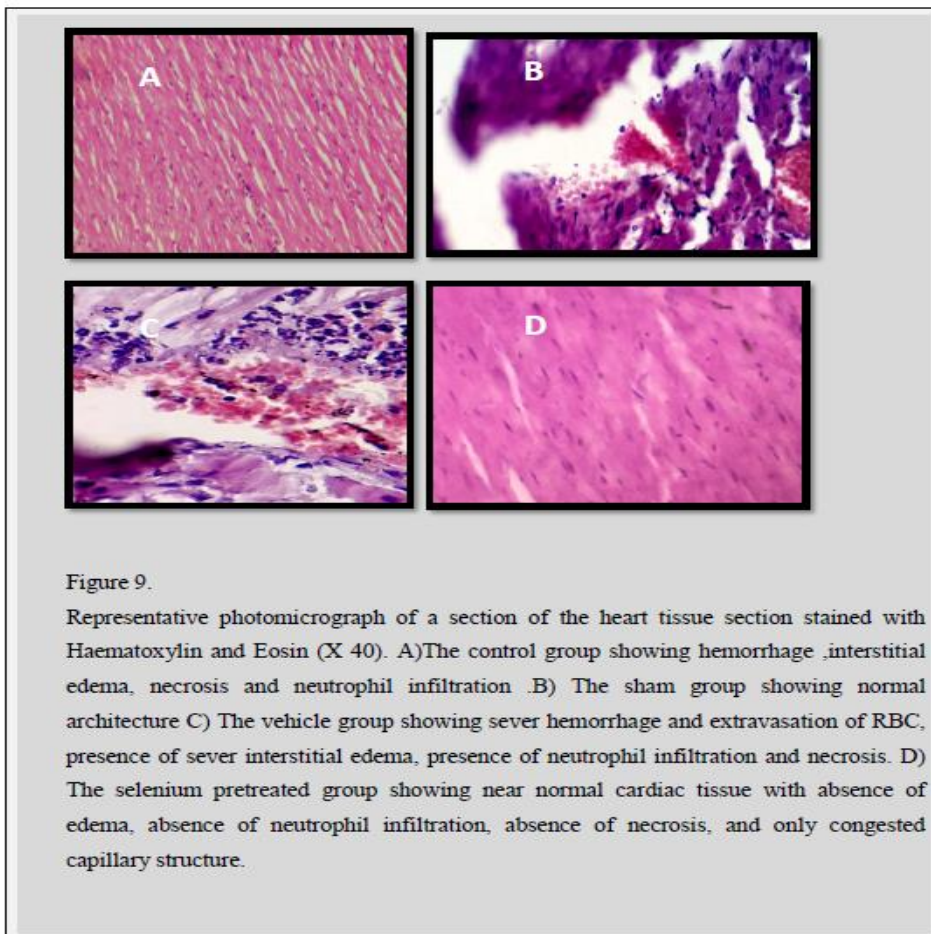 A
B
C
D
Figure 9.
Representative photomicrograph of a section of the heart tissue section stained with
Haematoxylin and Eosin (X 40). A)The control group showing hemorrhage ,interstitial
edema, necrosis and neutrophil infiltration .B) The sham group showing normal
architecture C) The vehicle group showing sever hemorrhage and extravasation of RBC,
presence of sever interstitial edema, presence of neutrophil infiltration and necrosis. D)
The selenium pretreated group showing near normal cardiac tissue with absence of
edema, absence of neutrophil infiltration, absence of necrosis, and only congested
capillary structure.